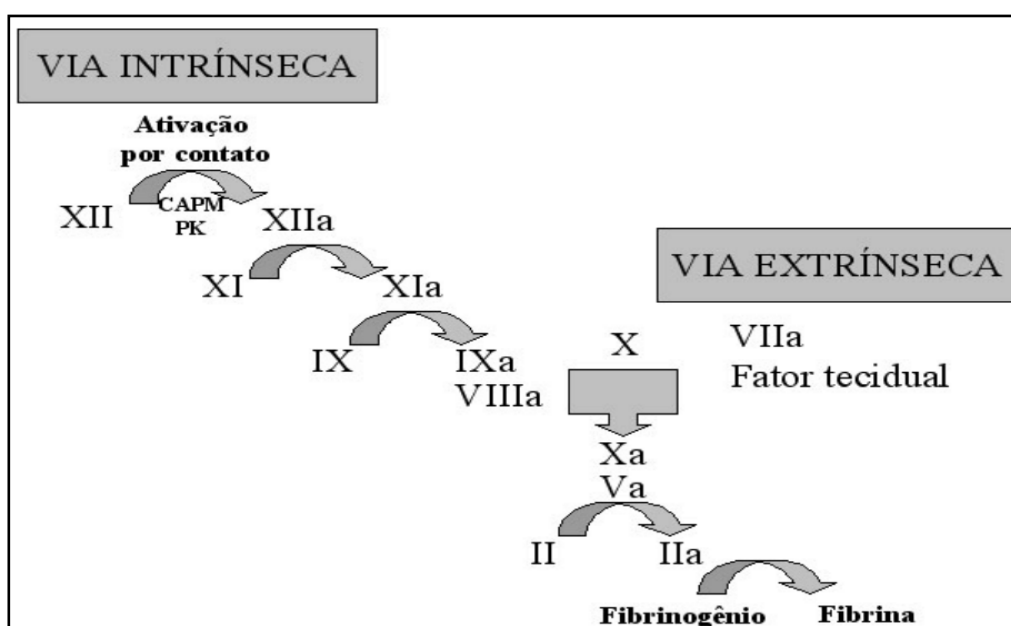 VIA INTRÍNSECA
Ativação
por contato
XII
CAPM
PK
XIIa
XI
XIa
IX
IXa
VIIIa
VIA EXTRÍNSECA
X
VIIa
Fator tecidual
Xa
Va
II
IIa
Fibrinogênio
Fibrina